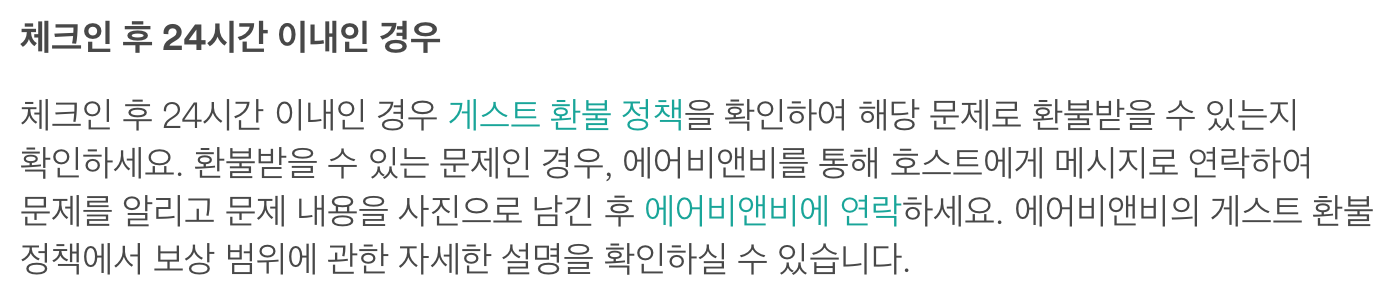 체크인 후 24시간 이내인 경우
체크인 후 24시간 이내인 경우 게스트 환불 정책을 확인하여 해당 문제로 환불받을 수 있는지
확인하세요. 환불받을 수 있는 문제인 경우, 에어비앤비를 통해 호스트에게 메시지로 연락하여
문제를 알리고 문제 내용을 사진으로 남긴 후 에어비앤비에 연락하세요. 에어비앤비의 게스트 환불
정책에서 보상 범위에 관한 자세한 설명을 확인하실 수 있습니다.